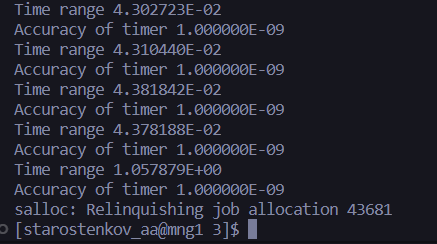 Time range 4.302723E-02
Accuracy of timer 1.000000E-09
Time range 4.310440E-02
Accuracy of timer 1.000000E-09
Time range 4.381842E-02
Accuracy of timer 1.000000E-09
Time range 4.378188E-02
Accuracy of timer 1.000000E-09
Time range 1.057879E+00
Accuracy of timer 1.000000E-09
salloc: Relinquishing job allocation 43681
[starostenkov_aa@mng1 3]$